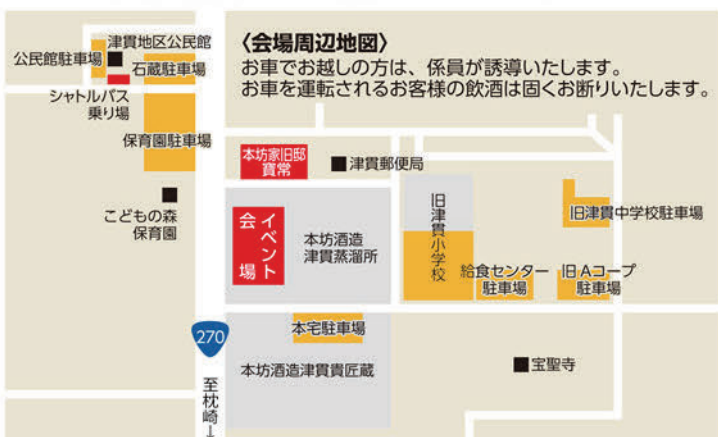 〈会場周辺地図〉
お車でお越しの方は、係員が誘導いたします。
お車を運転されるお客様の飲酒は固くお断りいたします。
津貫地区公民館
公民館駐車場
石蔵駐車場
シャトルバス
乗り場
保育園駐車場
こどもの森
保育園
本坊家旧邸
寶常
津貫郵便局
イベント
会場
本坊酒造
津貫蒸溜所
旧津貫小学校
旧津貫中学校駐車場
給食センター
駐車場
旧Aコープ
駐車場
本宅駐車場
270
本坊酒造津貫貴匠蔵
宝聖寺
至枕崎↓